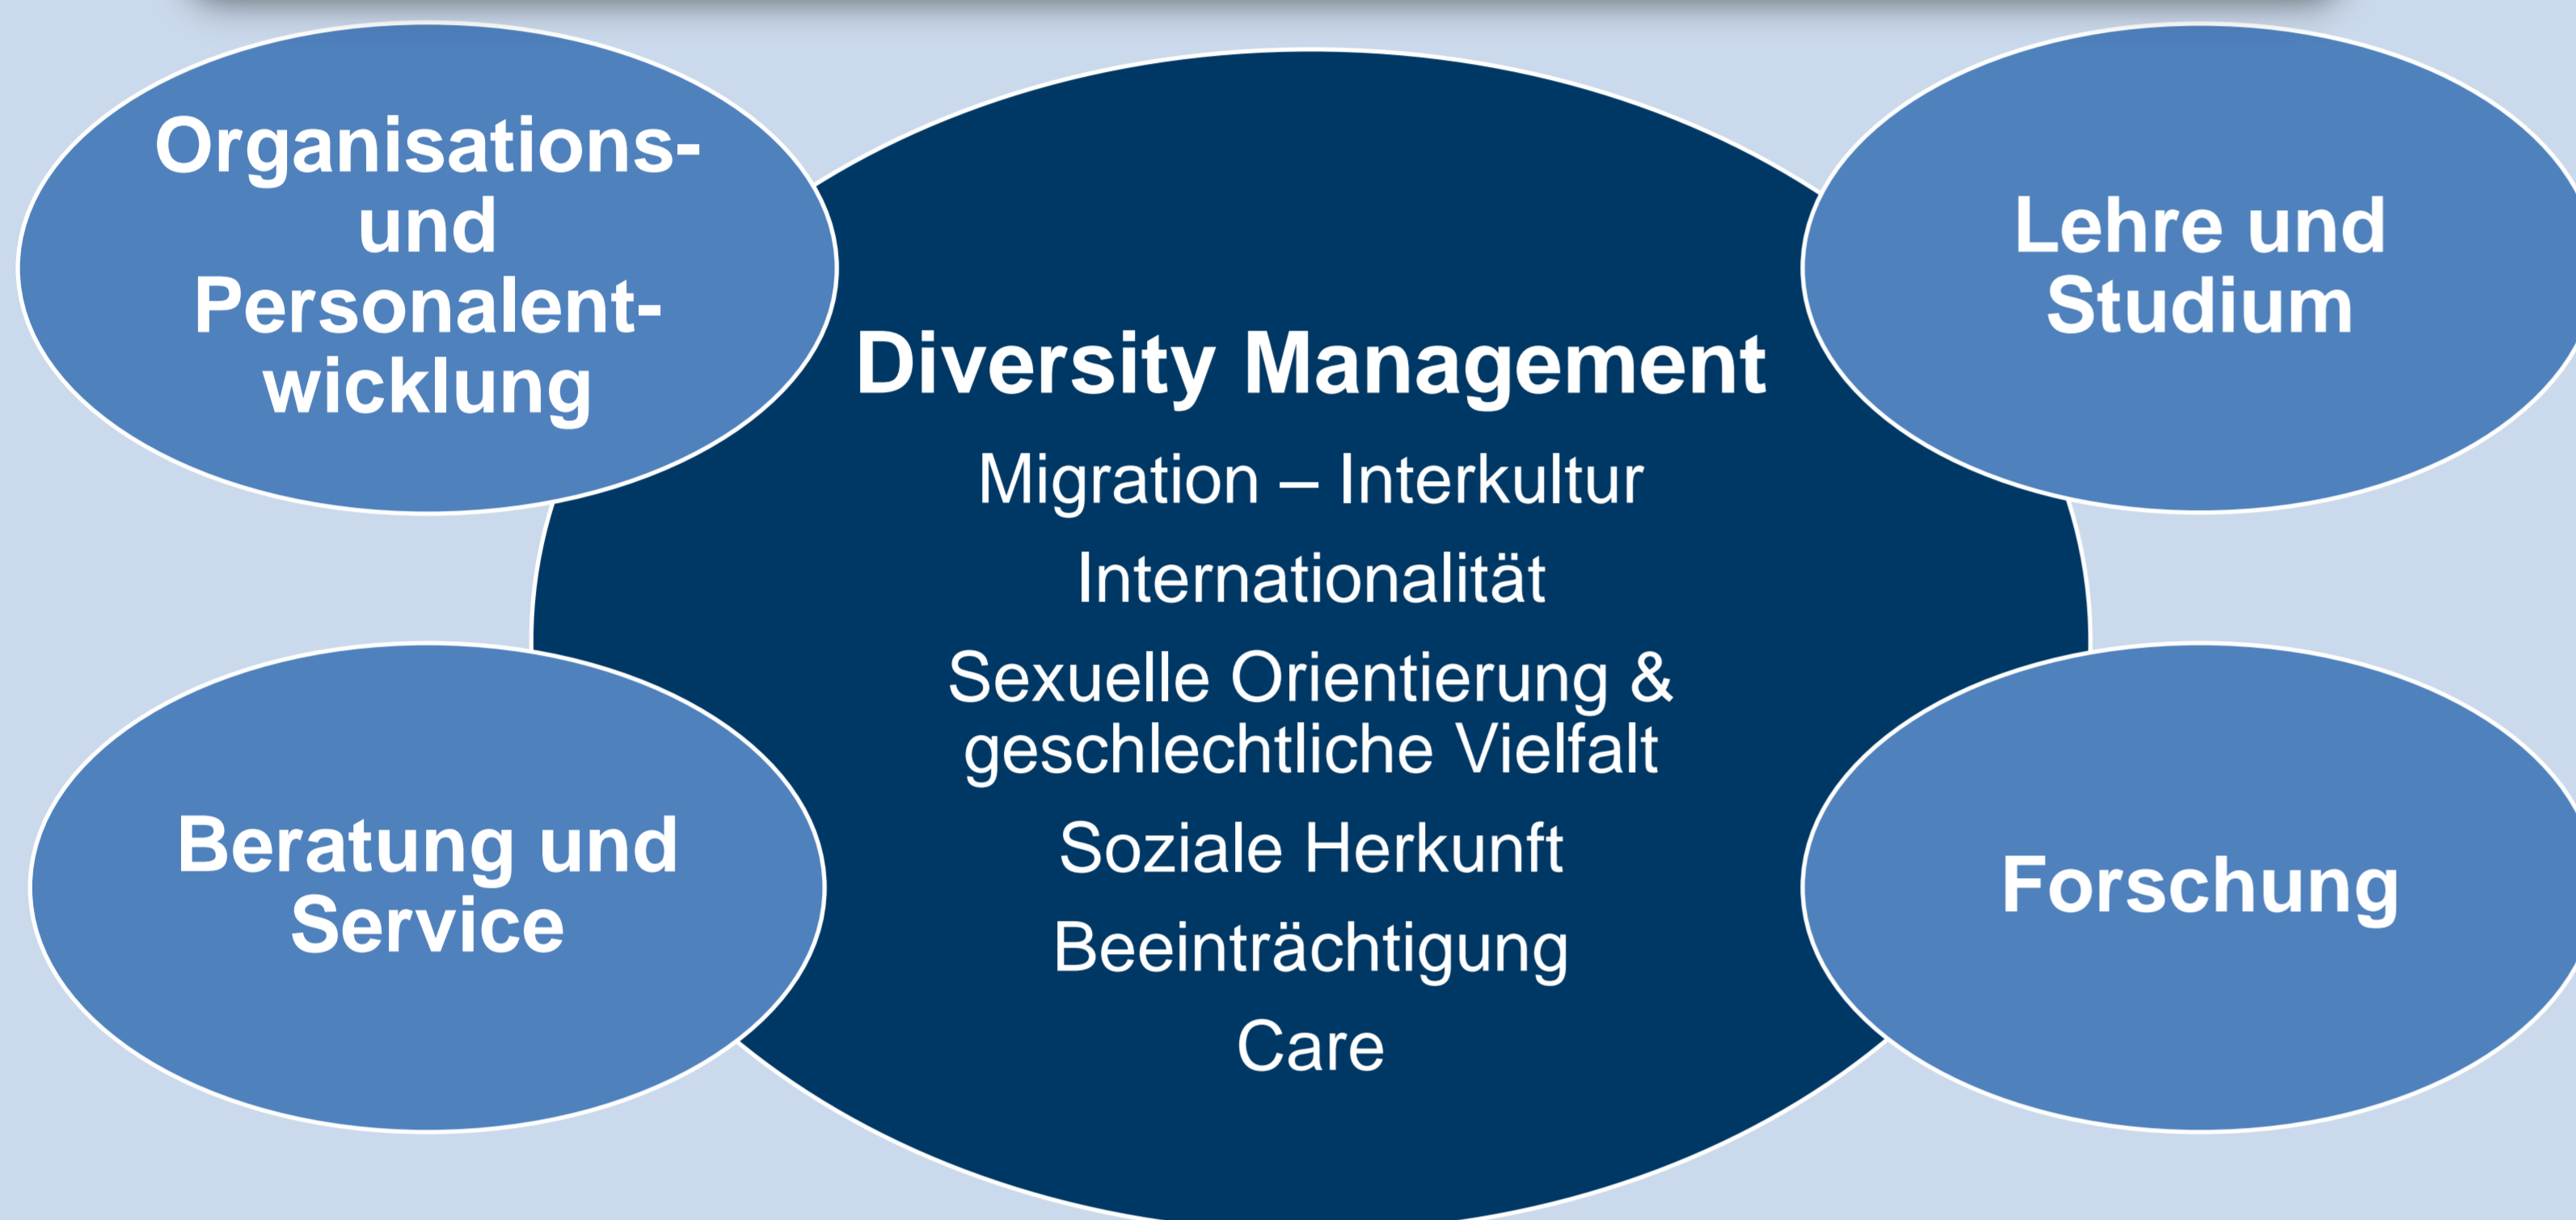 Organisations-
und
Personalent-
wicklung
Lehre und
Studium
Diversity Management
Migration – Interkultur
Internationalität
Sexuelle Orientierung &
geschlechtliche Vielfalt
Soziale Herkunft
Beeinträchtigung
Care
Beratung und
Service
Forschung